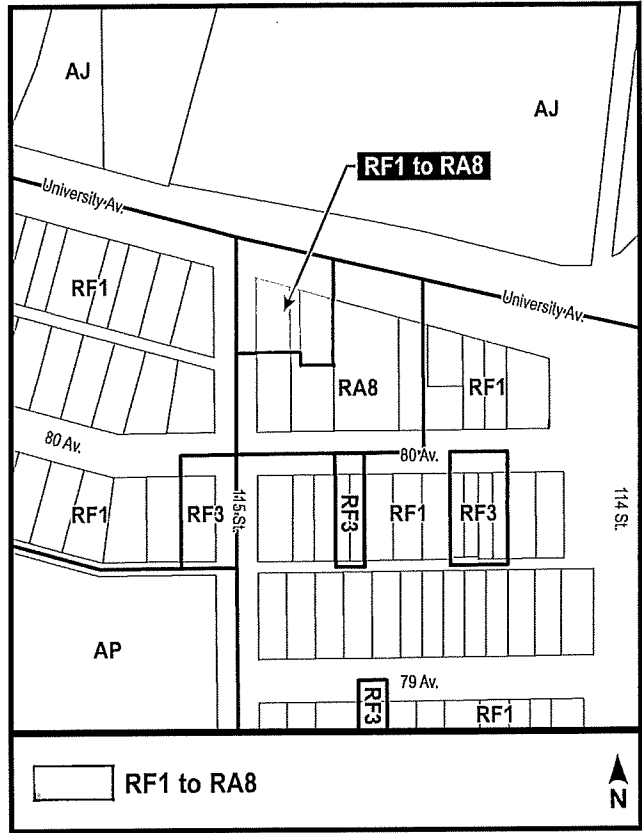 AJ
AJ
RF1 to RA8
University Av.
RF1
University Av.
RA8
RF1
80 Av.
80 Av.
RF1
RF3
115 St.
RF3
RF1
RF3
114 St.
AP
79 Av.
RF3
RF1
RF1 to RA8
N